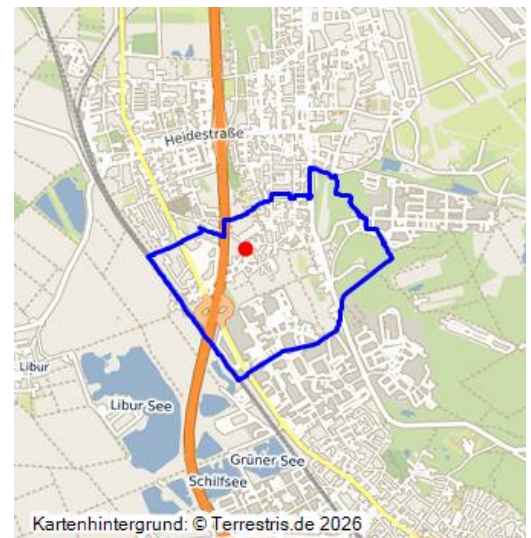 Heidestraße
Libur
Libur See
Grüner See
Schilfsee
Kartenhintergrund: © Terrestris.de 2026